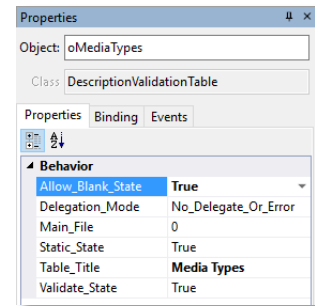 Properties
Object: oMediaTypes
Class DescriptionValidationTable
Properties Binding Events
Behavior
Allow_Blank_State True
Delegation_Mode No_Delegate_Or_Error
Main_File 0
Static_State True
Table_Title Media Types
Validate_State True